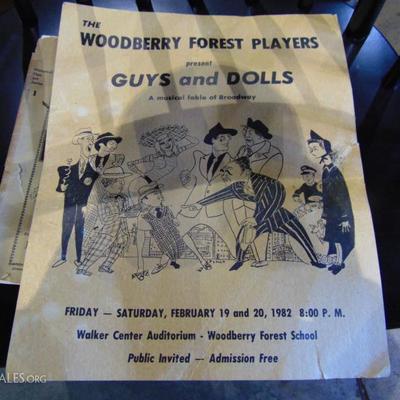 THE
WOODBERRY FOREST PLAYERS
present
GUYS and DOLLS
A musical fable of Broadway
FRIDAY — SATURDAY, FEBRUARY 19 and 20, 1982 8:00 P. M.
Walker Center Auditorium - Woodberry Forest School
Public Invited --- Admission Free
ALES.ORG